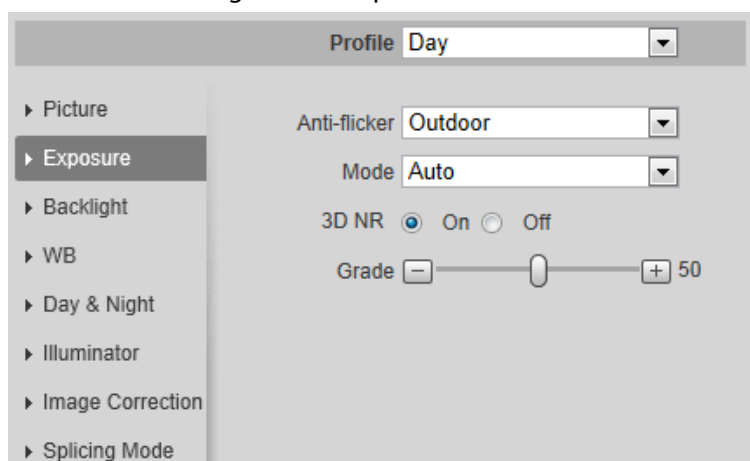 Profile Day
Picture
Exposure
Backlight
WB
Day & Night
Illuminator
Image Correction
Splicing Mode
Anti-flicker Outdoor
Mode Auto
3D NR On Off
Grade 50